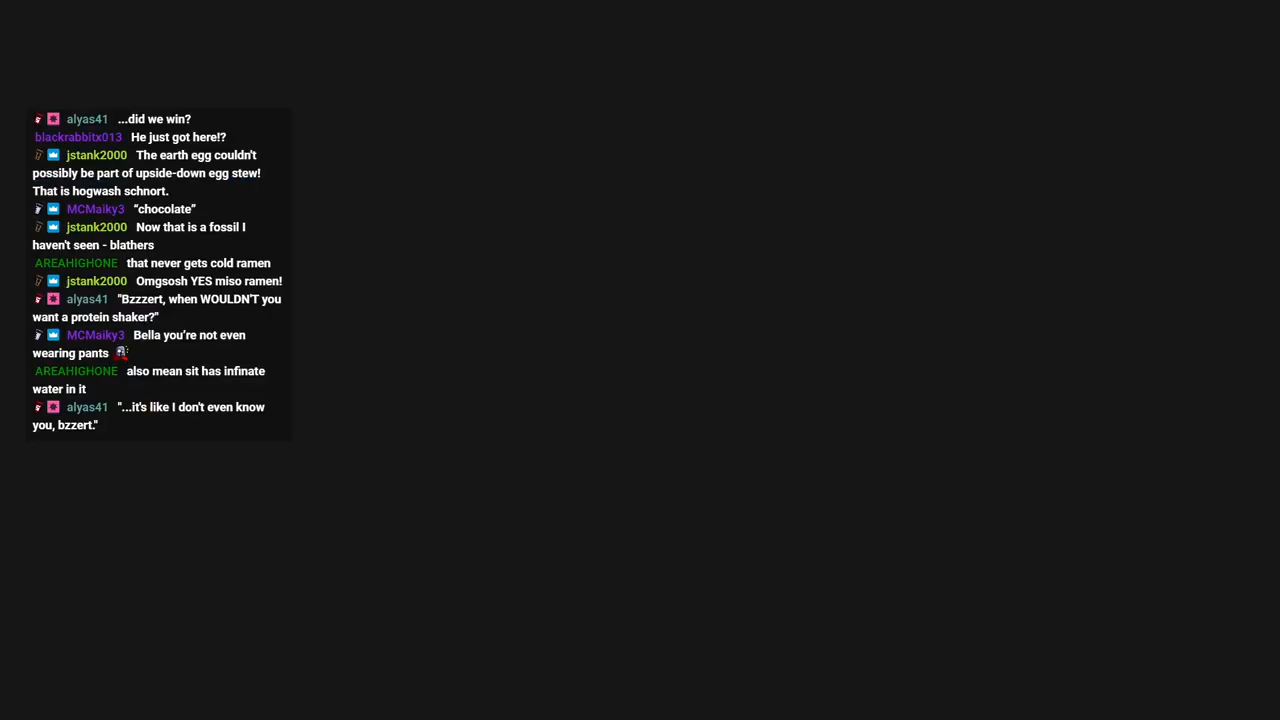 alyas41 ...did we win?
blackrabbitx013 He just got here!?
jstank2000 The earth egg couldn't
possibly be part of upside-down egg stew!
That is hogwash schnort.
MCMaiky3 “chocolate”
jstank2000 Now that is a fossil I
haven't seen - blathers
AREAHIGHONE that never gets cold ramen
jstank2000 Omgsosh YES miso ramen!
alyas41 "Bzzzert, when WOULDN'T you
want a protein shaker?"
MCMaiky3 Bella you’re not even
wearing pants
AREAHIGHONE also mean sit has infinate
water in it
alyas41 "...it's like I don't even know
you, bzzert."